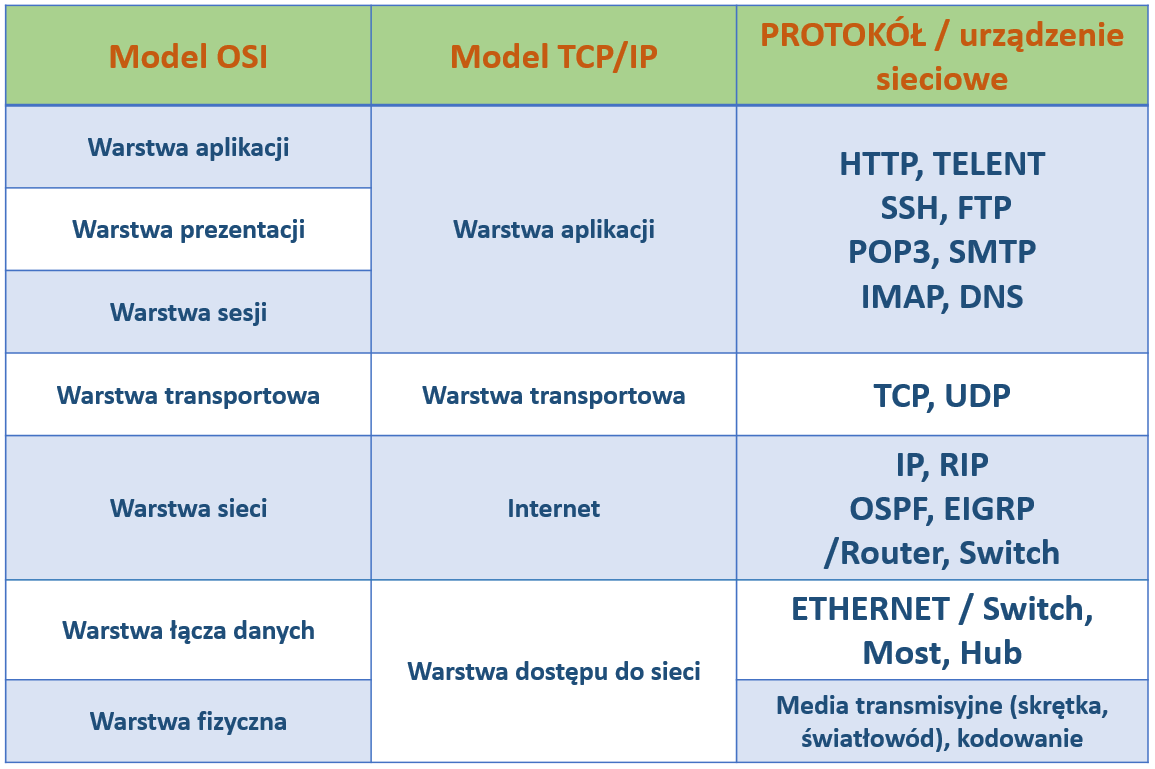 Model OSI
Model TCP/IP
PROTOKÓŁ / urządzenie
sieciowe
Warstwa aplikacji
Warstwa aplikacji
HTTP, TELENT
SSH, FTP
POP3, SMTP
IMAP, DNS
Warstwa prezentacji
Warstwa sesji
Warstwa transportowa
Warstwa transportowa
TCP, UDP
Warstwa sieci
Internet
IP, RIP
OSPF, EIGRP
/Router, Switch
Warstwa łącza danych
Warstwa dostępu do sieci
ETHERNET / Switch,
Most, Hub
Warstwa fizyczna
Media transmisyjne (skrętka,
światłowód), kodowanie